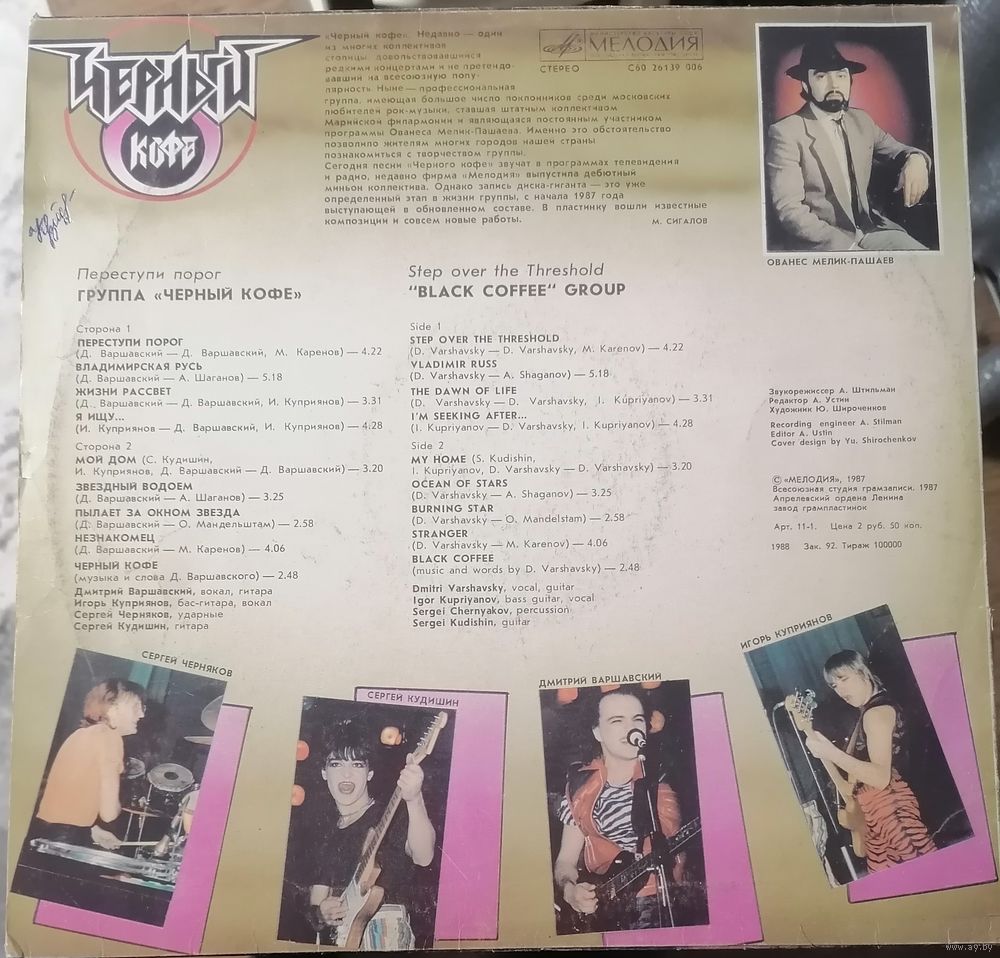 ЧЕРНЫЙ
КОФЕ
«Черный кофе». Недавно — один
из многих коллективов
столицы, довольствовавшийся
редкими концертами и не претендо-
вавший на всесоюзную попу-
лярность. Ныне — профессиональная
группа, имеющая большое число поклонников среди московских
любителей рок-музыки, ставшая штатным коллективом
Марийской филармонии и являющаяся постоянным участником
программы Ованеса Мелик-Пашаева. Именно это обстоятельство
позволило жителям многих городов нашей страны
познакомиться с творчеством группы.
Сегодня песни «Черного кофе» звучат в программах телевидения
и радио, недавно фирма «Мелодия» выпустила дебютный
миньон коллектива. Однако запись диска-гиганта — это уже
определенный этап в жизни группы, с начала 1987 года
выступающей в обновленном составе. В пластинку вошли известные
композиции и совсем новые работы.
М. СИГАЛОВ
МЕЛОДИЯ
СТЕРЕО С60 26139 006
ОВАНЕС МЕЛИК-ПАШАЕВ
Переступи порог
ГРУППА «ЧЕРНЫЙ КОФЕ»
Сторона 1
ПЕРЕСТУПИ ПОРОГ
(Д. Варшавский — Д. Варшавский, М. Каренов) — 4.22
ВЛАДИМИРСКАЯ РУСЬ
(Д. Варшавский — А. Шаганов) — 5.18
ЖИЗНИ РАССВЕТ
(Д. Варшавский — Д. Варшавский, И. Куприянов) — 3.31
Я ИЩУ...
(И. Куприянов — Д. Варшавский, И. Куприянов) — 4.28
Сторона 2
МОЙ ДОМ (С. Кудишин,
И. Куприянов, Д. Варшавский — Д. Варшавский) — 3.20
ЗВЕЗДНЫЙ ВОДОЕМ
(Д. Варшавский — А. Шаганов) — 3.25
ПЫЛАЕТ ЗА ОКНОМ ЗВЕЗДА
(Д. Варшавский — О. Мандельштам) — 2.58
НЕЗНАКОМЕЦ
(Д. Варшавский — М. Каренов) — 4.06
ЧЕРНЫЙ КОФЕ
(музыка и слова Д. Варшавского) — 2.48
Дмитрий Варшавский, вокал, гитара
Игорь Куприянов, бас-гитара, вокал
Сергей Черняков, ударные
Сергей Кудишин, гитара
Step over the Threshold
“BLACK COFFEE“ GROUP
Side 1
STEP OVER THE THRESHOLD
(D. Varshavsky — D. Varshavsky, M. Karenov) — 4.22
VLADIMIR RUSS
(D. Varshavsky — A. Shaganov) — 5.18
THE DAWN OF LIFE
(D. Varshavsky — D. Varshavsky, I. Kupriyanov) — 3.31
I'M SEEKING AFTER...
(I. Kupriyanov — D. Varshavsky, I. Kupriyanov) — 4.28
Side 2
MY HOME (S. Kudishin,
I. Kupriyanov, D. Varshavsky — D. Varshavsky) — 3.20
OCEAN OF STARS
(D. Varshavsky — A. Shaganov) — 3.25
BURNING STAR
(D. Varshavsky — O. Mandelstam) — 2.58
STRANGER
(D. Varshavsky — M. Karenov) — 4.06
BLACK COFFEE
(music and words by D. Varshavsky) — 2.48
Dmitri Varshavsky, vocal, guitar
Igor Kupriyanov, bass guitar, vocal
Sergei Chernyakov, percussion
Sergei Kudishin, guitar
Звукорежиссер А. Штильман
Редактор А. Устин
Художник Ю. Широченков
Recording engineer A. Stilman
Editor A. Ustin
Cover design by Yu. Shirochenkov
© «МЕЛОДИЯ», 1987
Всесоюзная студия грамзаписи. 1987
Апрелевский ордена Ленина
завод грампластинок
Арт. 11-1. Цена 2 руб. 50 коп.
1988 Зак. 92. Тираж 100000
СЕРГЕЙ ЧЕРНЯКОВ
СЕРГЕЙ КУДИШИН
ДМИТРИЙ ВАРШАВСКИЙ
ИГОРЬ КУПРИЯНОВ
www.ay.by